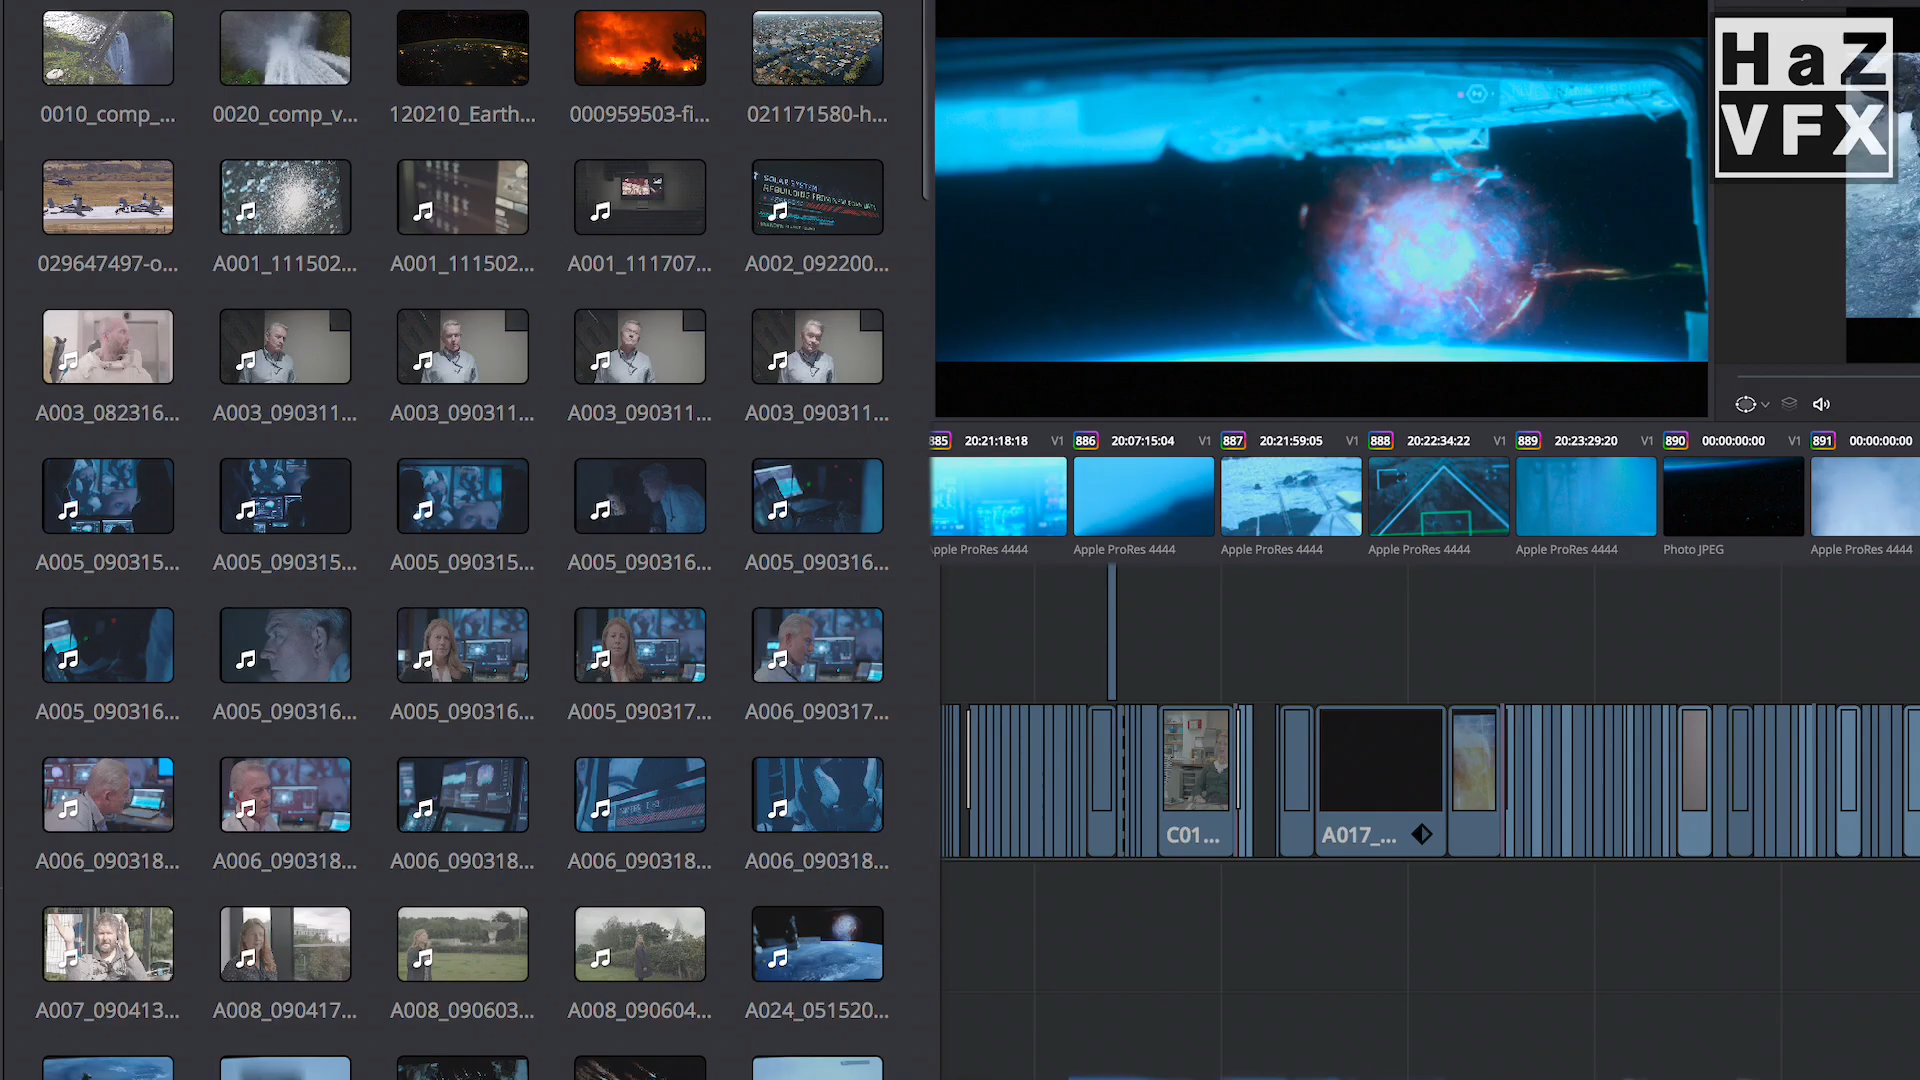 0010_comp_...
0020_comp_v...
120210_Earth...
000959503-fi...
021171580-h...
029647497-o...
A001_111502...
A001_111502...
A001_111707...
A002_092200...
A003_082316...
A003_090311...
A003_090311...
A003_090311...
A003_090311...
A005_090315...
A005_090315...
A005_090315...
A005_090316...
A005_090316...
A005_090316...
A005_090316...
A005_090316...
A005_090317...
A006_090317...
A006_090318...
A006_090318...
A006_090318...
A006_090318...
A006_090318...
A007_090413...
A008_090417...
A008_090603...
A008_090604...
A024_051520...
SOLAR SYSTEM
HaZ
VFX
885 20:21:18:18 V1
886 20:07:15:04 V1
887 20:21:59:05 V1
888 20:22:34:22 V1
889 20:23:29:20 V1
890 00:00:00:00 V1
891 00:00:00:00
Apple ProRes 4444
Apple ProRes 4444
Apple ProRes 4444
Apple ProRes 4444
Apple ProRes 4444
Photo JPEG
Apple ProRes 4444
C01...
A017_...